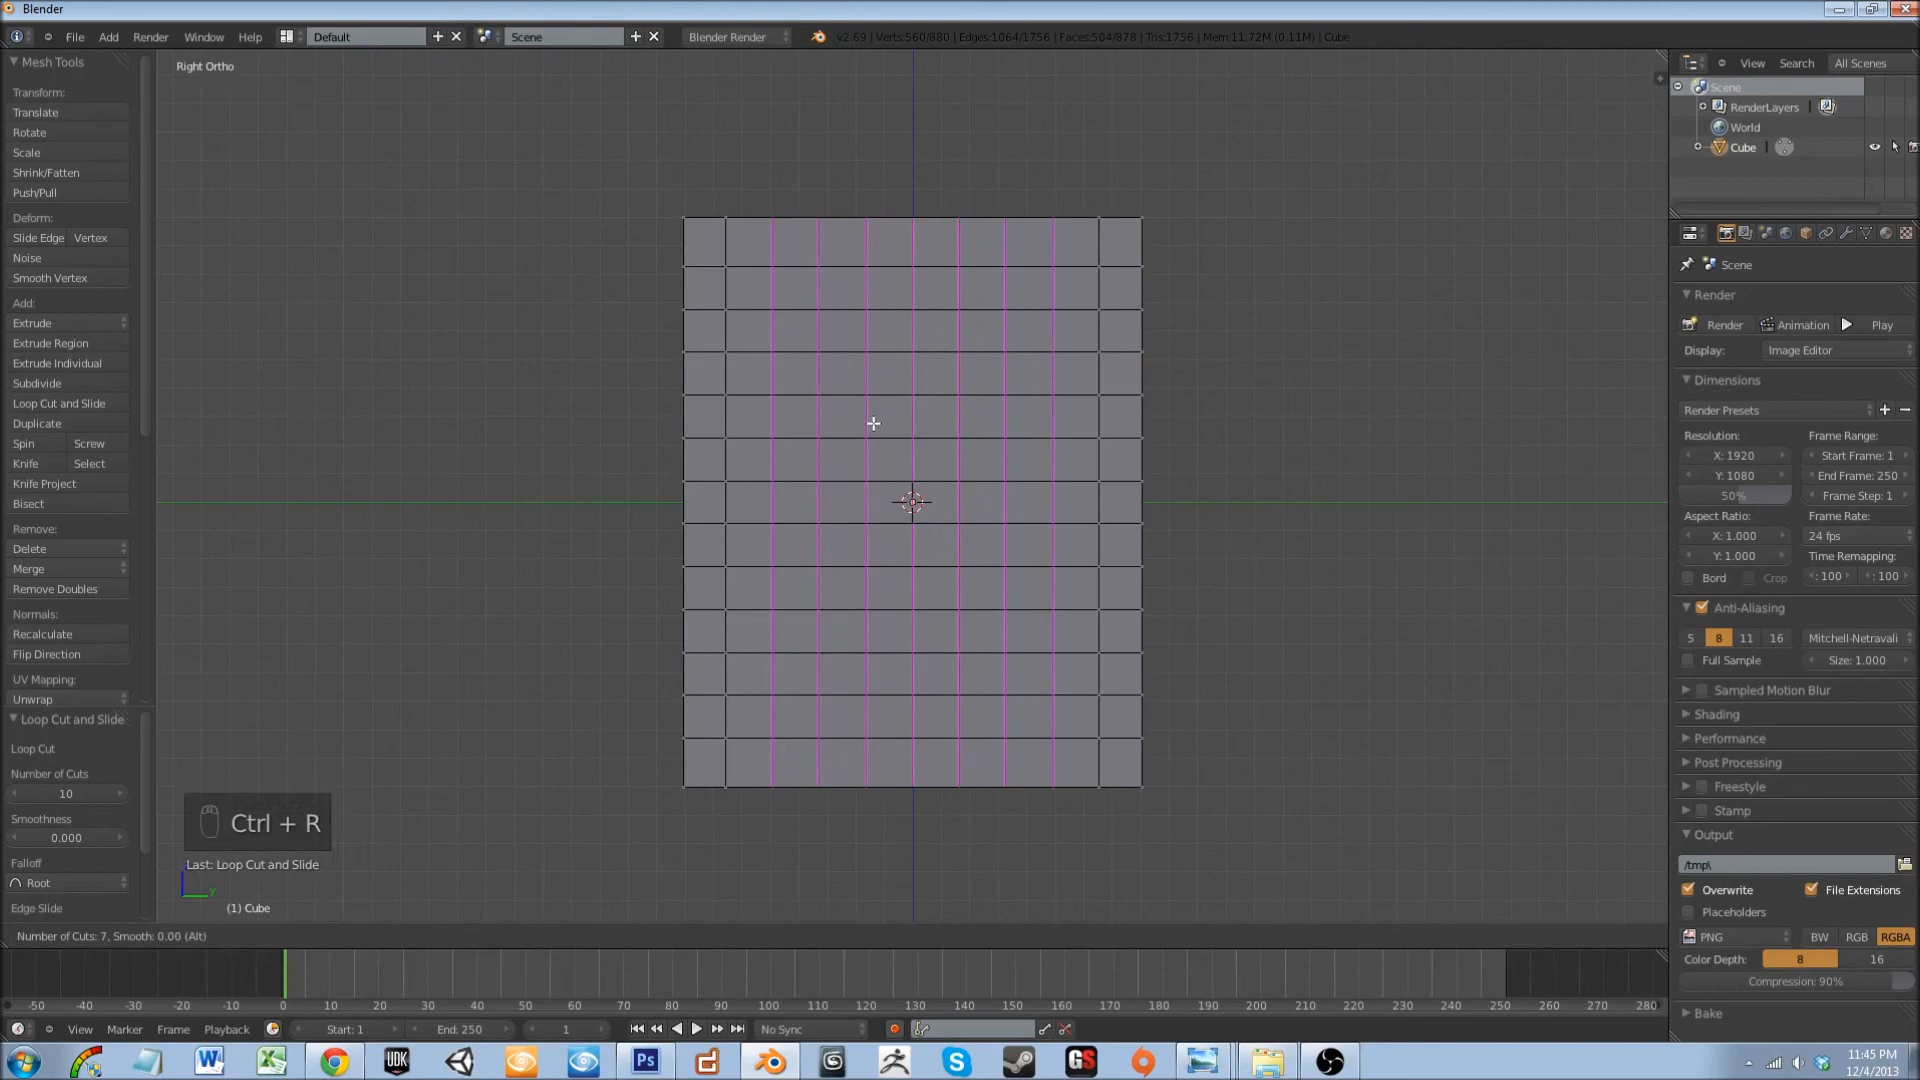 Blender
File Add Render Window Help Default Scene Blender Render v2.69 | Verts:560/880 | Edges:1064/1756 | Faces:504/878 | Tris:1756 | Mem:11.72M (0.11M) | Cube
Mesh Tools
Transform:
Translate
Rotate
Scale
Shrink/Fatten
Push/Pull
Deform:
Slide Edge Vertex
Noise
Smooth Vertex
Add:
Extrude
Extrude Region
Extrude Individual
Subdivide
Loop Cut and Slide
Duplicate
Spin Screw
Knife Select
Knife Project
Bisect
Remove:
Delete
Merge
Remove Doubles
Normals:
Recalculate
Flip Direction
UV Mapping:
Unwrap
Loop Cut and Slide
Loop Cut
Number of Cuts
10
Smoothness
0.000
Falloff
Root
Edge Slide
Right Ortho
Ctrl + R
Last: Loop Cut and Slide
y
(1) Cube
Number of Cuts: 7, Smooth: 0.00 (Alt)
View Search All Scenes
Scene
RenderLayers
World
Cube
Scene
Render
Render Animation Play
Display: Image Editor
Dimensions
Render Presets
Resolution: Frame Range:
X: 1920 Start Frame: 1
Y: 1080 End Frame: 250
50% Frame Step: 1
Aspect Ratio: Frame Rate:
X: 1.000 24 fps
Y: 1.000 Time Remapping:
Bord Crop : 100 : 100
Anti-Aliasing
5 8 11 16 Mitchell-Netravali
Full Sample Size: 1.000
Sampled Motion Blur
Shading
Performance
Post Processing
Freestyle
Stamp
Output
/tmp\
Overwrite File Extensions
Placeholders
PNG BW RGB RGBA
Color Depth: 8 16
Compression: 90%
Bake
-50 -40 -30 -20 -10 0 10 20 30 40 50 60 70 80 90 100 110 120 130 140 150 160 170 180 190 200 210 220 230 240 250 260 270 280
View Marker Frame Playback Start: 1 End: 250 1 No Sync
W X UDK Ps G GS S
11:45 PM
12/4/2013